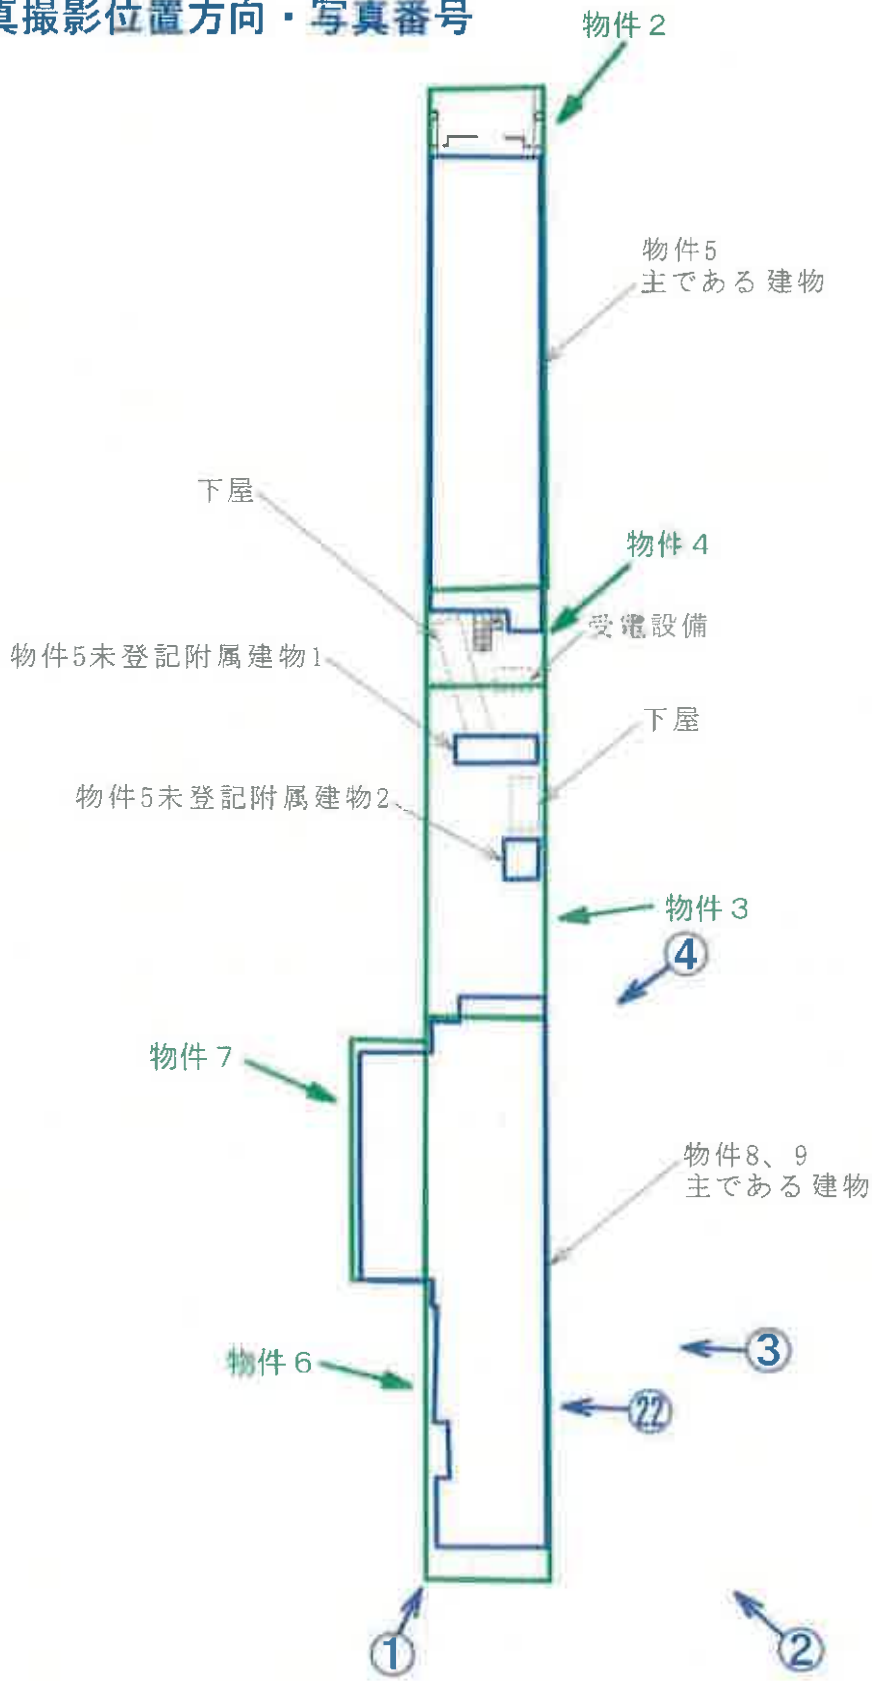 真撮影位置方向・写真番号
物件２
物件5
主である建物
下屋
物件４
受電設備
物件5未登記附属建物1
下屋
物件5未登記附属建物2
物件３
④
物件７
物件8、9
主である建物
③
物件６
㉒
①
②